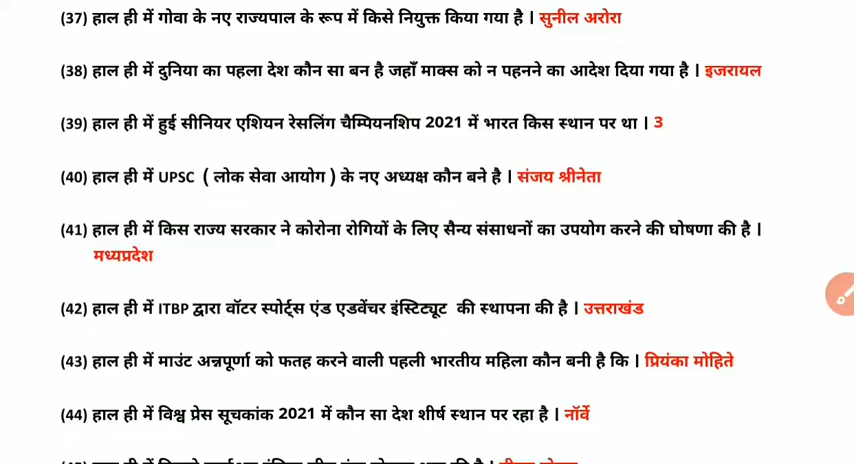 (37) हाल ही में गोवा के नए राज्यपाल के रूप में किसे नियुक्त किया गया है | सुनील अरोरा
(38) हाल ही में दुनिया का पहला देश कौन सा बन है जहाँ मास्क को न पहनने का आदेश दिया गया है | इजरायल
(39) हाल ही में हुई सीनियर एशियन रेसलिंग चैम्पियनशिप 2021 में भारत किस स्थान पर था | 3
(40) हाल ही में UPSC ( लोक सेवा आयोग ) के नए अध्यक्ष कौन बने है | संजय श्रीनेता
(41) हाल ही में किस राज्य सरकार ने कोरोना रोगियों के लिए सैन्य संसाधनों का उपयोग करने की घोषणा की है |
मध्यप्रदेश
(42) हाल ही में ITBP द्वारा वॉटर स्पोर्ट्स एंड एडवेंचर इंस्टिट्यूट की स्थापना की है | उत्तराखंड
(43) हाल ही में माउंट अन्नपूर्णा को फतह करने वाली पहली भारतीय महिला कौन बनी है कि | प्रियंका मोहिते
(44) हाल ही में विश्व प्रेस सूचकांक 2021 में कौन सा देश शीर्ष स्थान पर रहा है | नॉर्वे